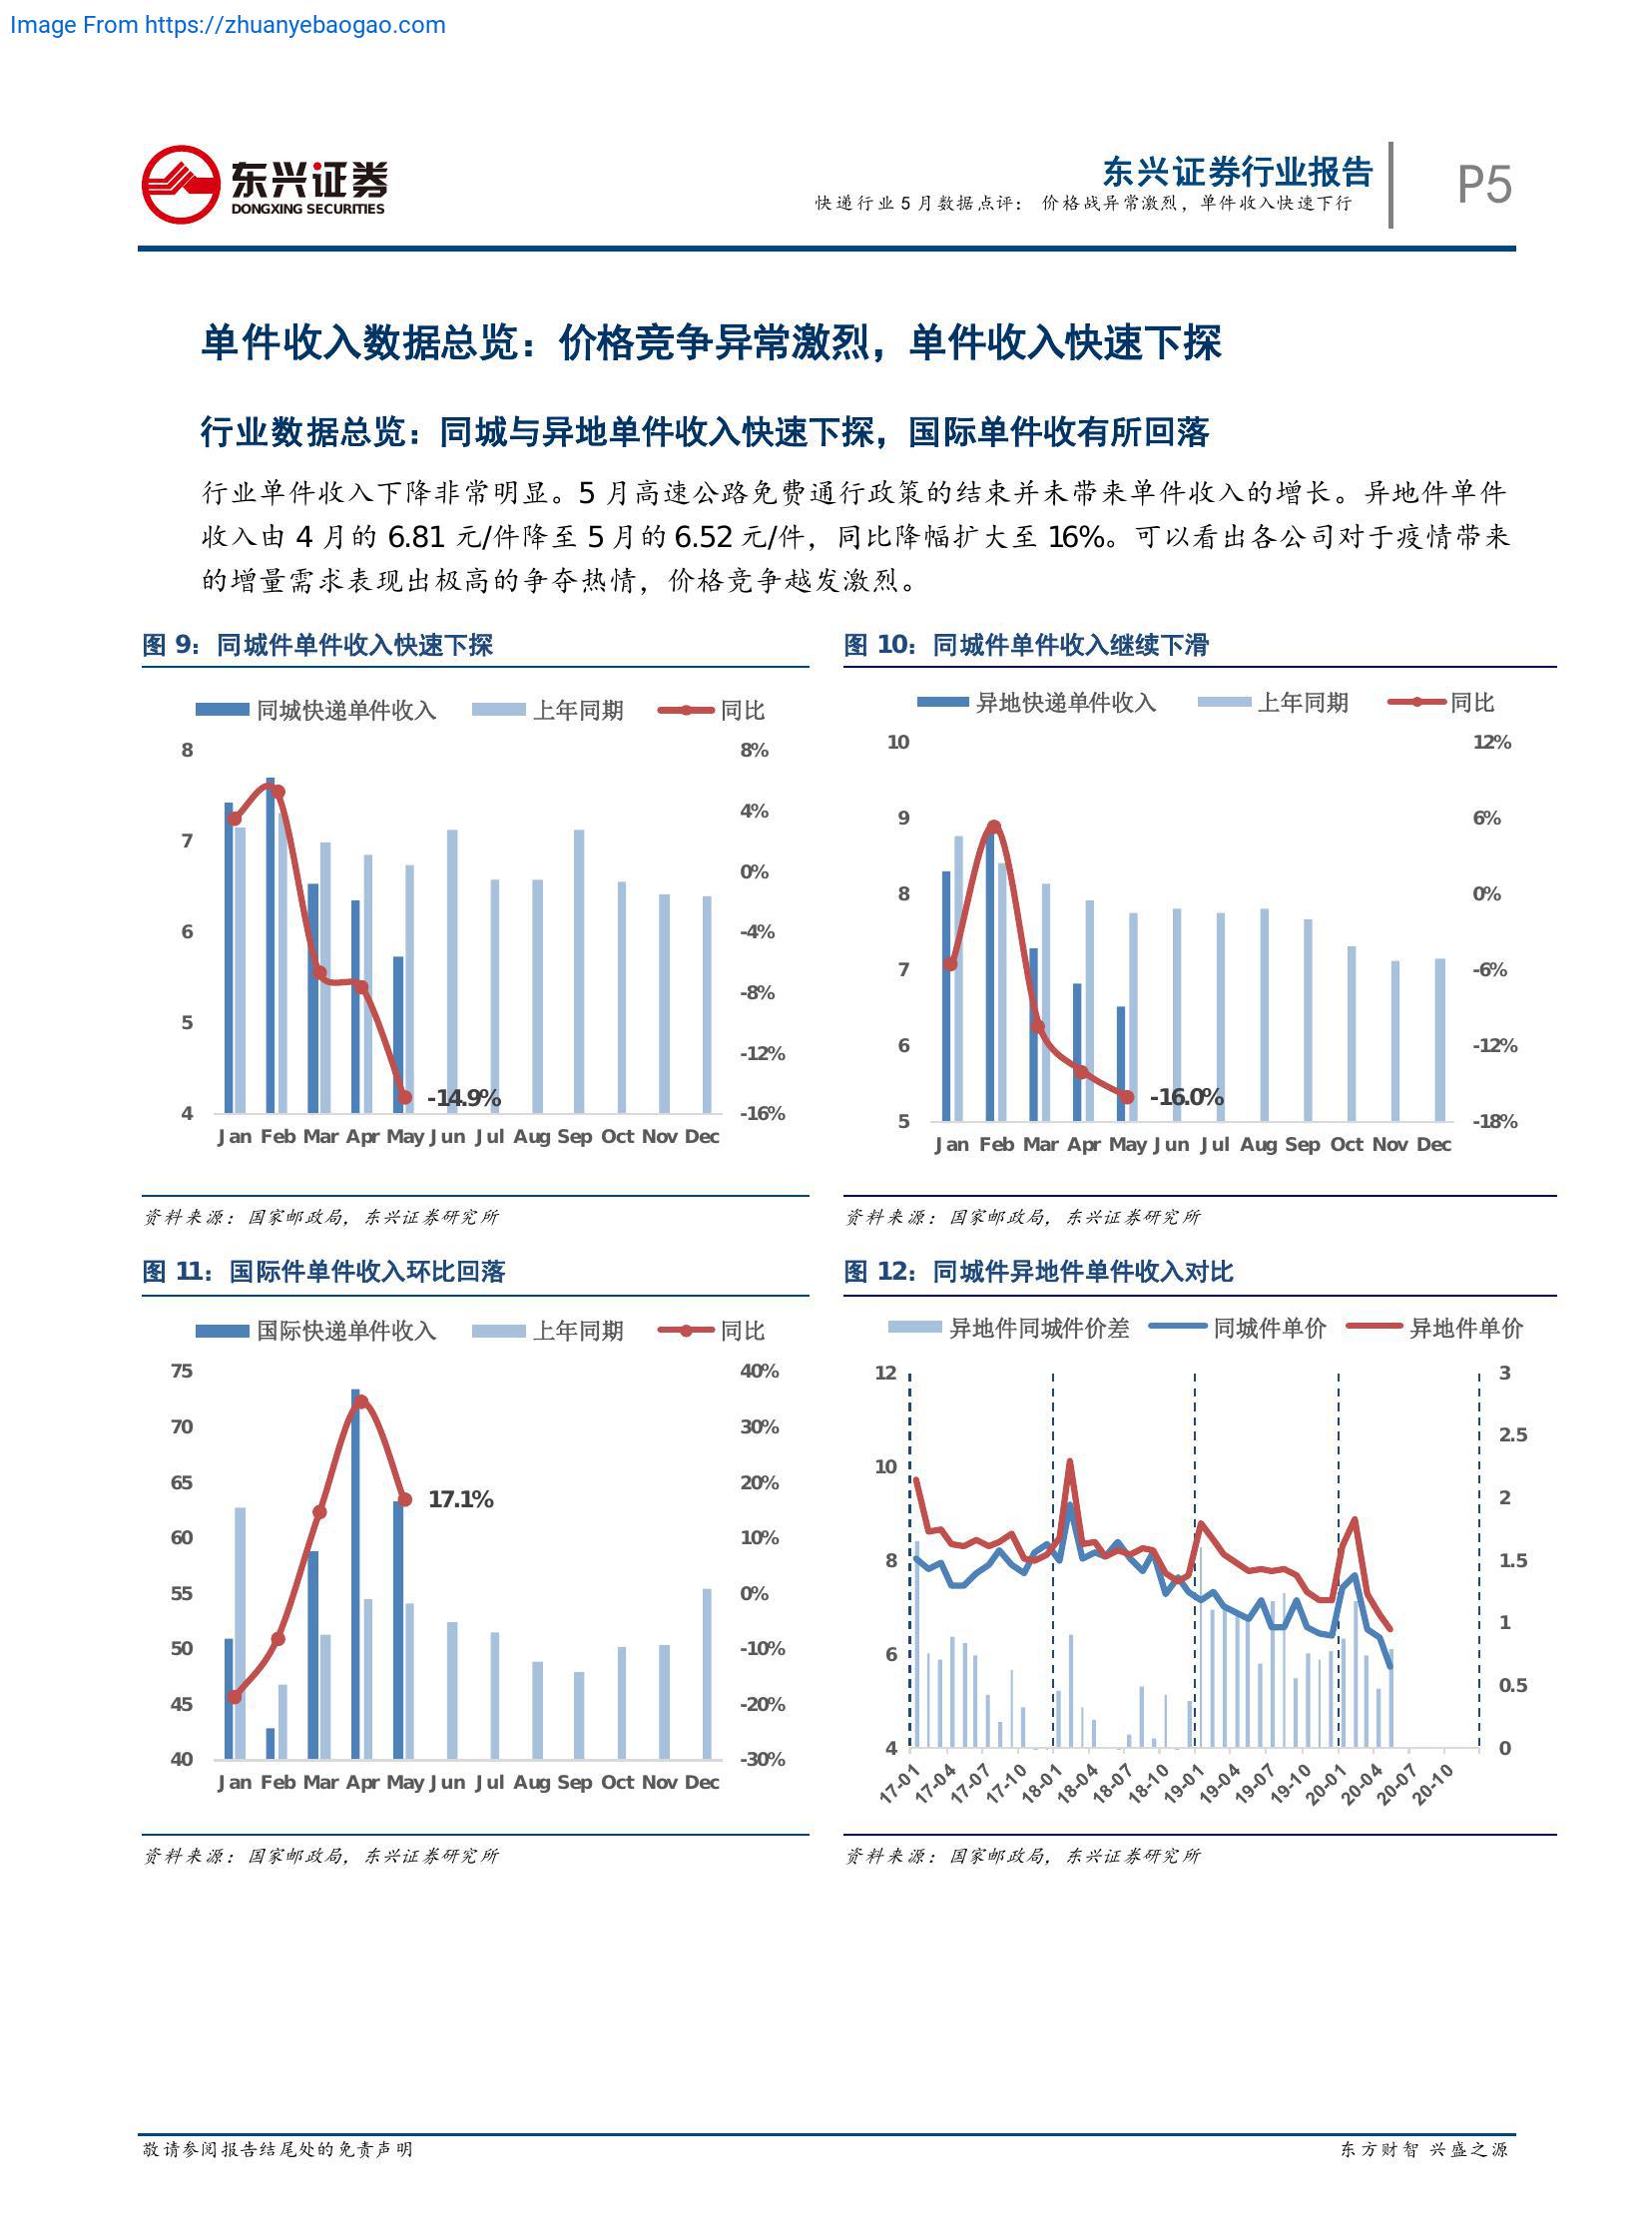 Image From https://zhuanyebaogao.com
东兴证券
DONGXING SECURITIES
东兴证券行业报告
快递行业 5 月数据点评： 价格战异常激烈，单件收入快速下行
P5
单件收入数据总览：价格竞争异常激烈，单件收入快速下探
行业数据总览：同城与异地单件收入快速下探，国际单件收有所回落
行业单件收入下降非常明显。5 月高速公路免费通行政策的结束并未带来单件收入的增长。异地件单件
收入由 4 月的 6.81 元/件降至 5 月的 6.52 元/件，同比降幅扩大至 16%。可以看出各公司对于疫情带来
的增量需求表现出极高的争夺热情，价格竞争越发激烈。
图 9：同城件单件收入快速下探
同城快递单件收入 上年同期 同比
8 8%
4%
7
0%
6 -4%
-8%
5
-12%
-14.9%
4 -16%
Jan Feb Mar Apr May Jun Jul Aug Sep Oct Nov Dec
资料来源：国家邮政局，东兴证券研究所
图 10：同城件单件收入继续下滑
异地快递单件收入 上年同期 同比
10 12%
9 6%
8 0%
7 -6%
6 -12%
-16.0%
5 -18%
Jan Feb Mar Apr May Jun Jul Aug Sep Oct Nov Dec
资料来源：国家邮政局，东兴证券研究所
图 11：国际件单件收入环比回落
国际快递单件收入 上年同期 同比
75 40%
70 30%
65 20%
17.1%
60 10%
55 0%
50 -10%
45 -20%
40 -30%
Jan Feb Mar Apr May Jun Jul Aug Sep Oct Nov Dec
资料来源：国家邮政局，东兴证券研究所
图 12：同城件异地件单件收入对比
异地件同城件价差 同城件单价 异地件单价
12 3
2.5
10
2
8 1.5
1
6
0.5
4 0
17-01 17-04 17-07 17-10 18-01 18-04 18-07 18-10 19-01 19-04 19-07 19-10 20-01 20-04 20-07 20-10
资料来源：国家邮政局，东兴证券研究所
敬请参阅报告结尾处的免责声明
东方财智 兴盛之源